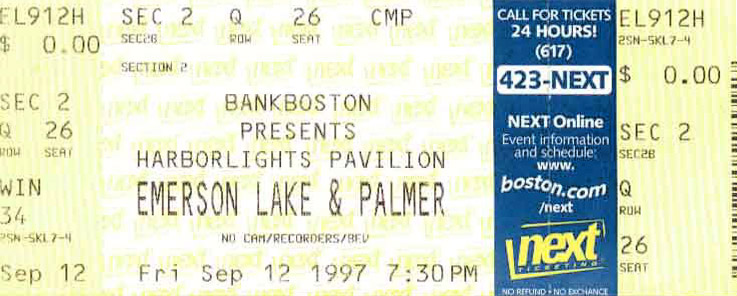 EL912H
$ 0.00
SEC 2
Q 26
ROW SEAT
WIN
34
2SN-SKL7-4
Sep 12
SEC 2 Q 26 CMP
SEC2B ROW SEAT
SECTION 2
BANKBOSTON
PRESENTS
HARBORLIGHTS PAVILION
EMERSON LAKE & PALMER
NO CAM/RECORDERS/BEV
Fri Sep 12 1997 7:30PM
CALL FOR TICKETS
24 HOURS!
(617)
423-NEXT
NEXT Online
Event information
and schedule:
www.
boston.com
/next
next
TICKETING
NO REFUND • NO EXCHANGE
EL912H
2SN-SKL7-4
$ 0.00
SEC 2
SEC2B
Q
ROW
26
SEAT